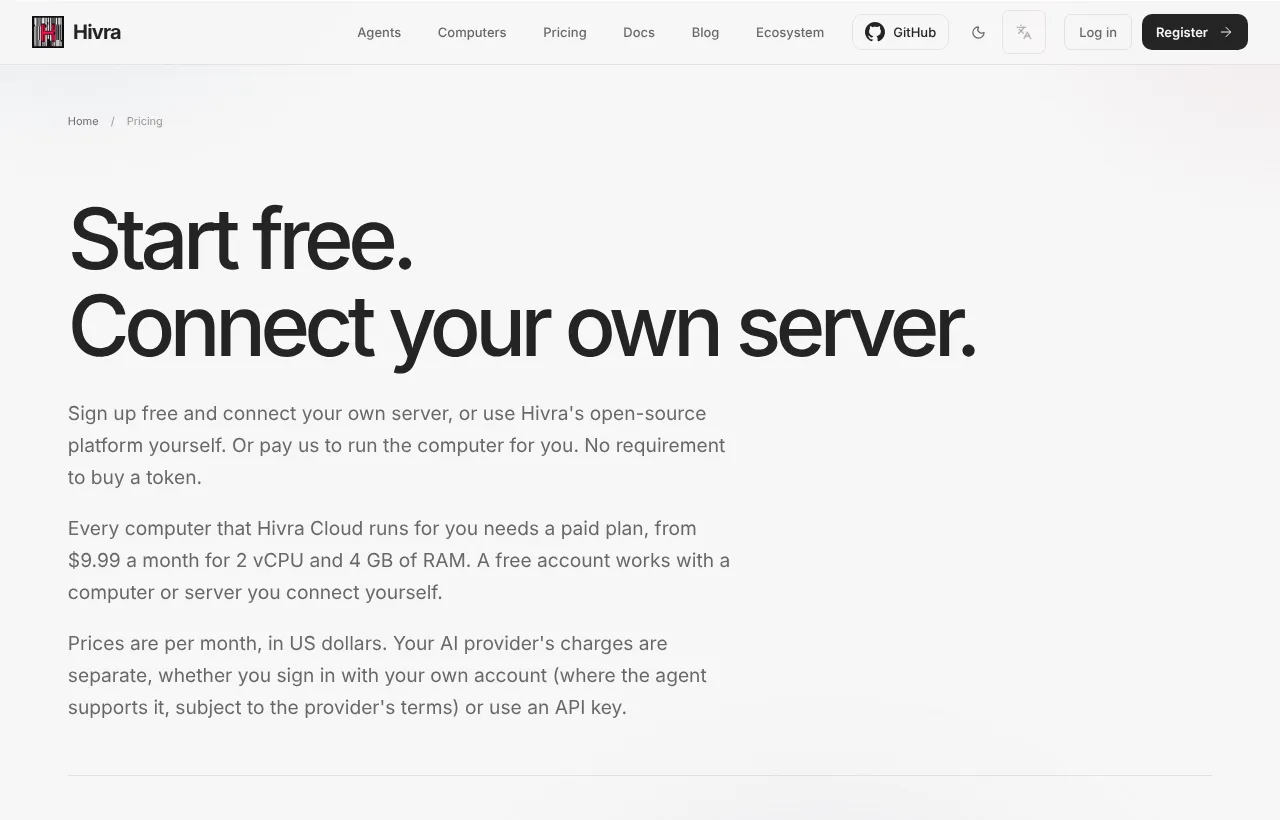 Hivra
Agents
Computers
Pricing
Docs
Blog
Ecosystem
GitHub
Log in
Register
Home / Pricing
Start free.
Connect your own server.
Sign up free and connect your own server, or use Hivra's open-source
platform yourself. Or pay us to run the computer for you. No requirement
to buy a token.
Every computer that Hivra Cloud runs for you needs a paid plan, from
$9.99 a month for 2 vCPU and 4 GB of RAM. A free account works with a
computer or server you connect yourself.
Prices are per month, in US dollars. Your AI provider's charges are
separate, whether you sign in with your own account (where the agent
supports it, subject to the provider's terms) or use an API key.